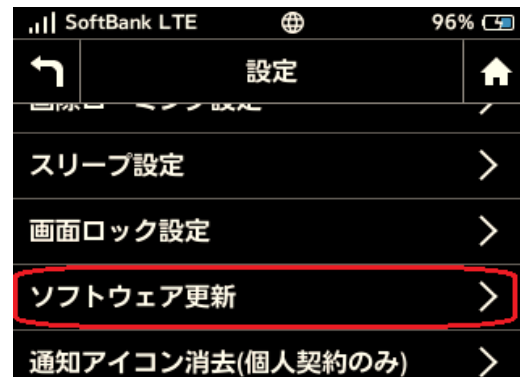 SoftBank LTE 96%
設定
スリープ設定
画面ロック設定
ソフトウェア更新
通知アイコン消去(個人契約のみ)